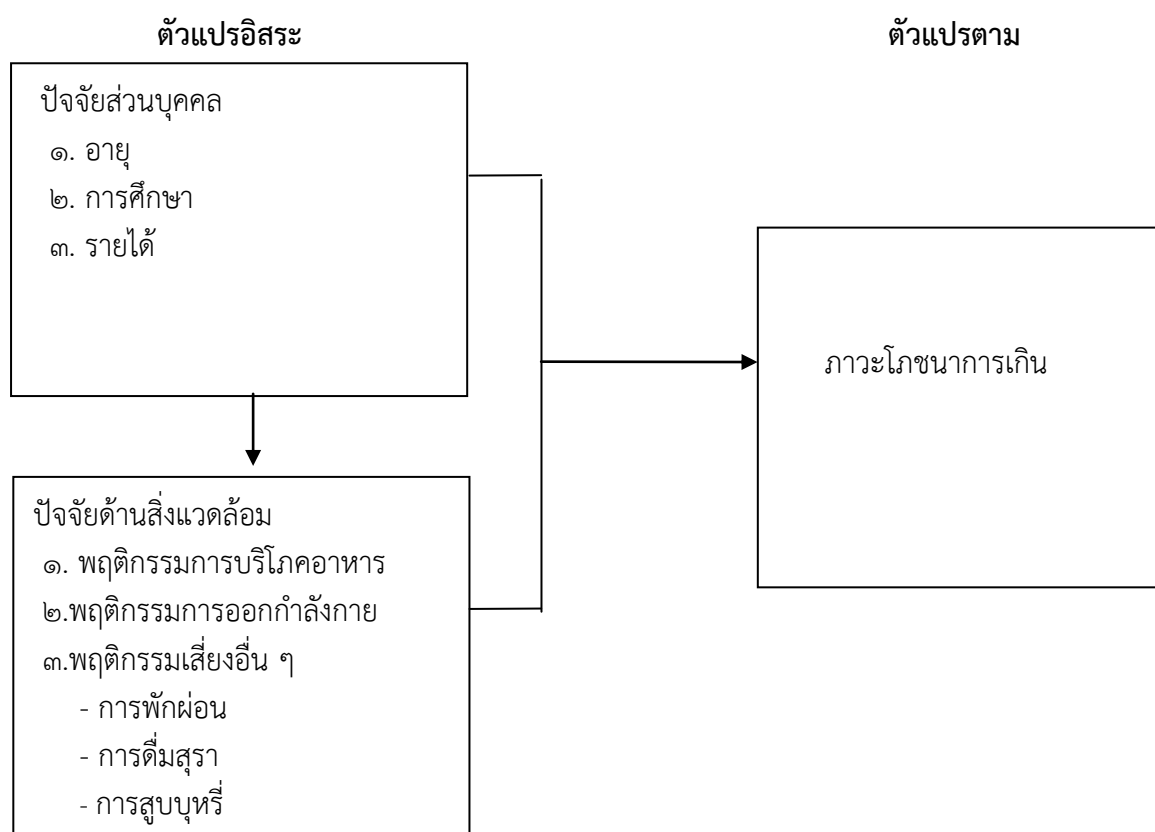 ตัวแปรอิสระ
ตัวแปรตาม
ปัจจัยส่วนบุคคล
๑. อายุ
๒. การศึกษา
๓. รายได้
ภาวะโภชนาการเกิน
ปัจจัยด้านสิ่งแวดล้อม
๑. พฤติกรรมการบริโภคอาหาร
๒.พฤติกรรมการออกกำลังกาย
๓.พฤติกรรมเสี่ยงอื่น ๆ
- การพักผ่อน
- การดื่มสุรา
- การสูบบุหรี่